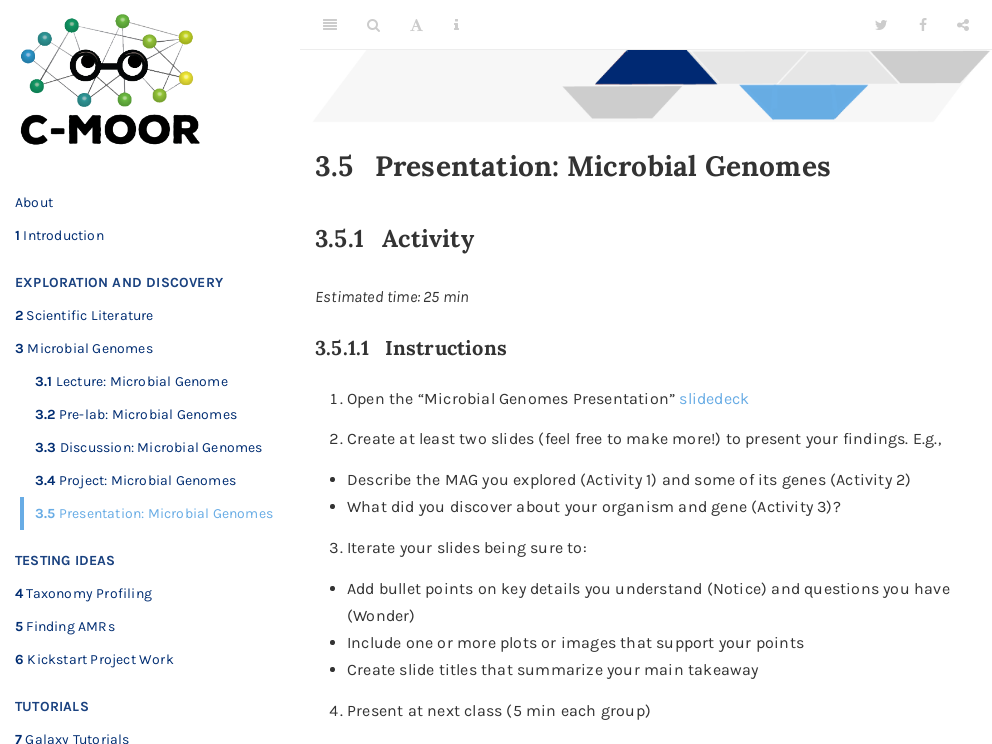 C-MOOR
About
1 Introduction
EXPLORATION AND DISCOVERY
2 Scientific Literature
3 Microbial Genomes
3.1 Lecture: Microbial Genome
3.2 Pre-lab: Microbial Genomes
3.3 Discussion: Microbial Genomes
3.4 Project: Microbial Genomes
3.5 Presentation: Microbial Genomes
TESTING IDEAS
4 Taxonomy Profiling
5 Finding AMRs
6 Kickstart Project Work
TUTORIALS
7 Galaxy Tutorials
3.5 Presentation: Microbial Genomes
3.5.1 Activity
Estimated time: 25 min
3.5.1.1 Instructions
1. Open the “Microbial Genomes Presentation” slidedeck
2. Create at least two slides (feel free to make more!) to present your findings. E.g.,
• Describe the MAG you explored (Activity 1) and some of its genes (Activity 2)
• What did you discover about your organism and gene (Activity 3)?
3. Iterate your slides being sure to:
• Add bullet points on key details you understand (Notice) and questions you have
(Wonder)
• Include one or more plots or images that support your points
• Create slide titles that summarize your main takeaway
4. Present at next class (5 min each group)